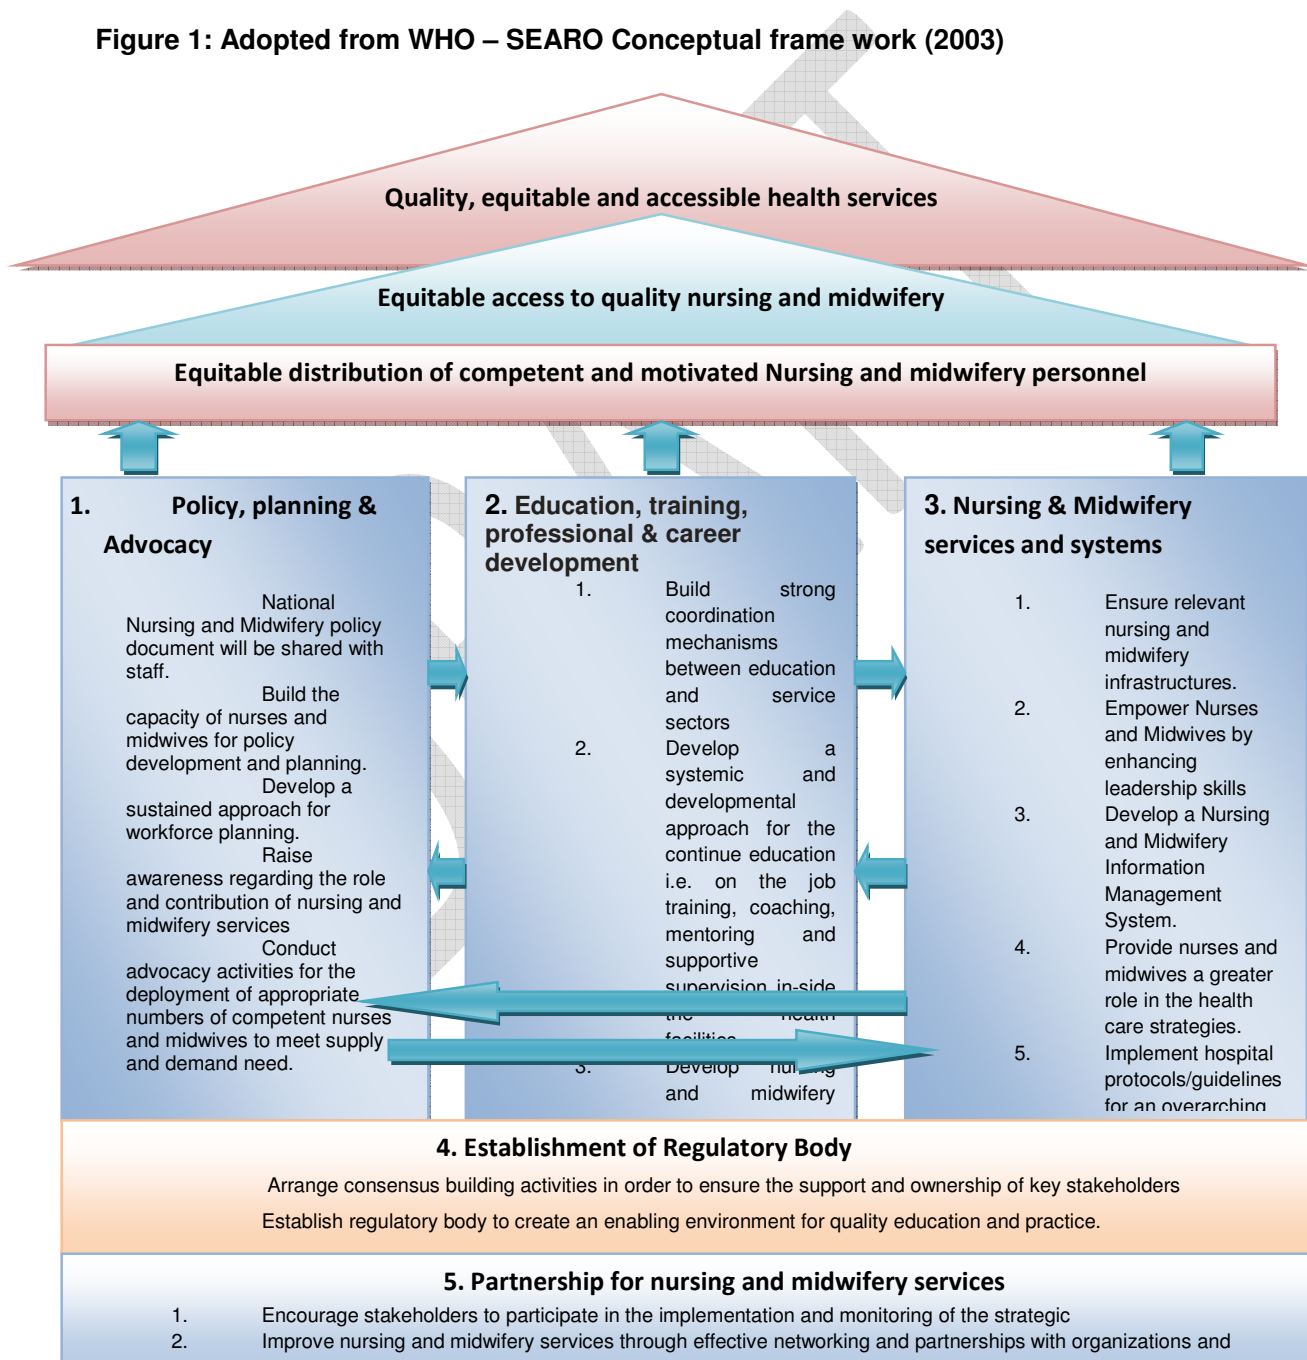 Figure 1: Adopted from WHO – SEARO Conceptual frame work (2003)
Quality, equitable and accessible health services
Equitable access to quality nursing and midwifery
Equitable distribution of competent and motivated Nursing and midwifery personnel
1. Policy, planning &
Advocacy
National
Nursing and Midwifery policy
document will be shared with
staff.
Build the
capacity of nurses and
midwives for policy
development and planning.
Develop a
sustained approach for
workforce planning.
Raise
awareness regarding the role
and contribution of nursing and
midwifery services
Conduct
advocacy activities for the
deployment of appropriate
numbers of competent nurses
and midwives to meet supply
and demand need.
2. Education, training,
professional & career
development
1. Build strong
coordination
mechanisms
between education
and service
sectors
2. Develop a
systemic and
developmental
approach for the
continue education
i.e. on the job
training, coaching,
mentoring and
supportive
supervision in-side
the health
facilities
3. Develop nursing
and midwifery
3. Nursing & Midwifery
services and systems
1. Ensure relevant
nursing and
midwifery
infrastructures.
2. Empower Nurses
and Midwives by
enhancing
leadership skills
3. Develop a Nursing
and Midwifery
Information
Management
System.
4. Provide nurses and
midwives a greater
role in the health
care strategies.
5. Implement hospital
protocols/guidelines
for an overarching
4. Establishment of Regulatory Body
Arrange consensus building activities in order to ensure the support and ownership of key stakeholders
Establish regulatory body to create an enabling environment for quality education and practice.
5. Partnership for nursing and midwifery services
1. Encourage stakeholders to participate in the implementation and monitoring of the strategic
2. Improve nursing and midwifery services through effective networking and partnerships with organizations and